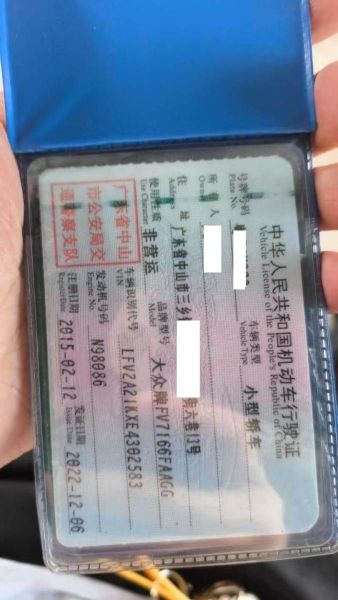 中华人民共和国机动车行驶证
Vehicle License of the People's Republic of China
号牌号码
Plate No.
车辆类型 小型轿车
Vehicle Type
所有人
Owner
住址 广东省中山市三乡 六巷13号
Address
使用性质 非营运
Use Character
品牌型号 大众牌FV7166FAAGG
Model
广东省中山
市公安局交
通警察支队
车辆识别代号 LFV2A21KXE4302583
VIN
发动机号码 N98086
Engine No.
注册日期 2015-02-12
Register Date
发证日期 2022-12-06
Issue Date